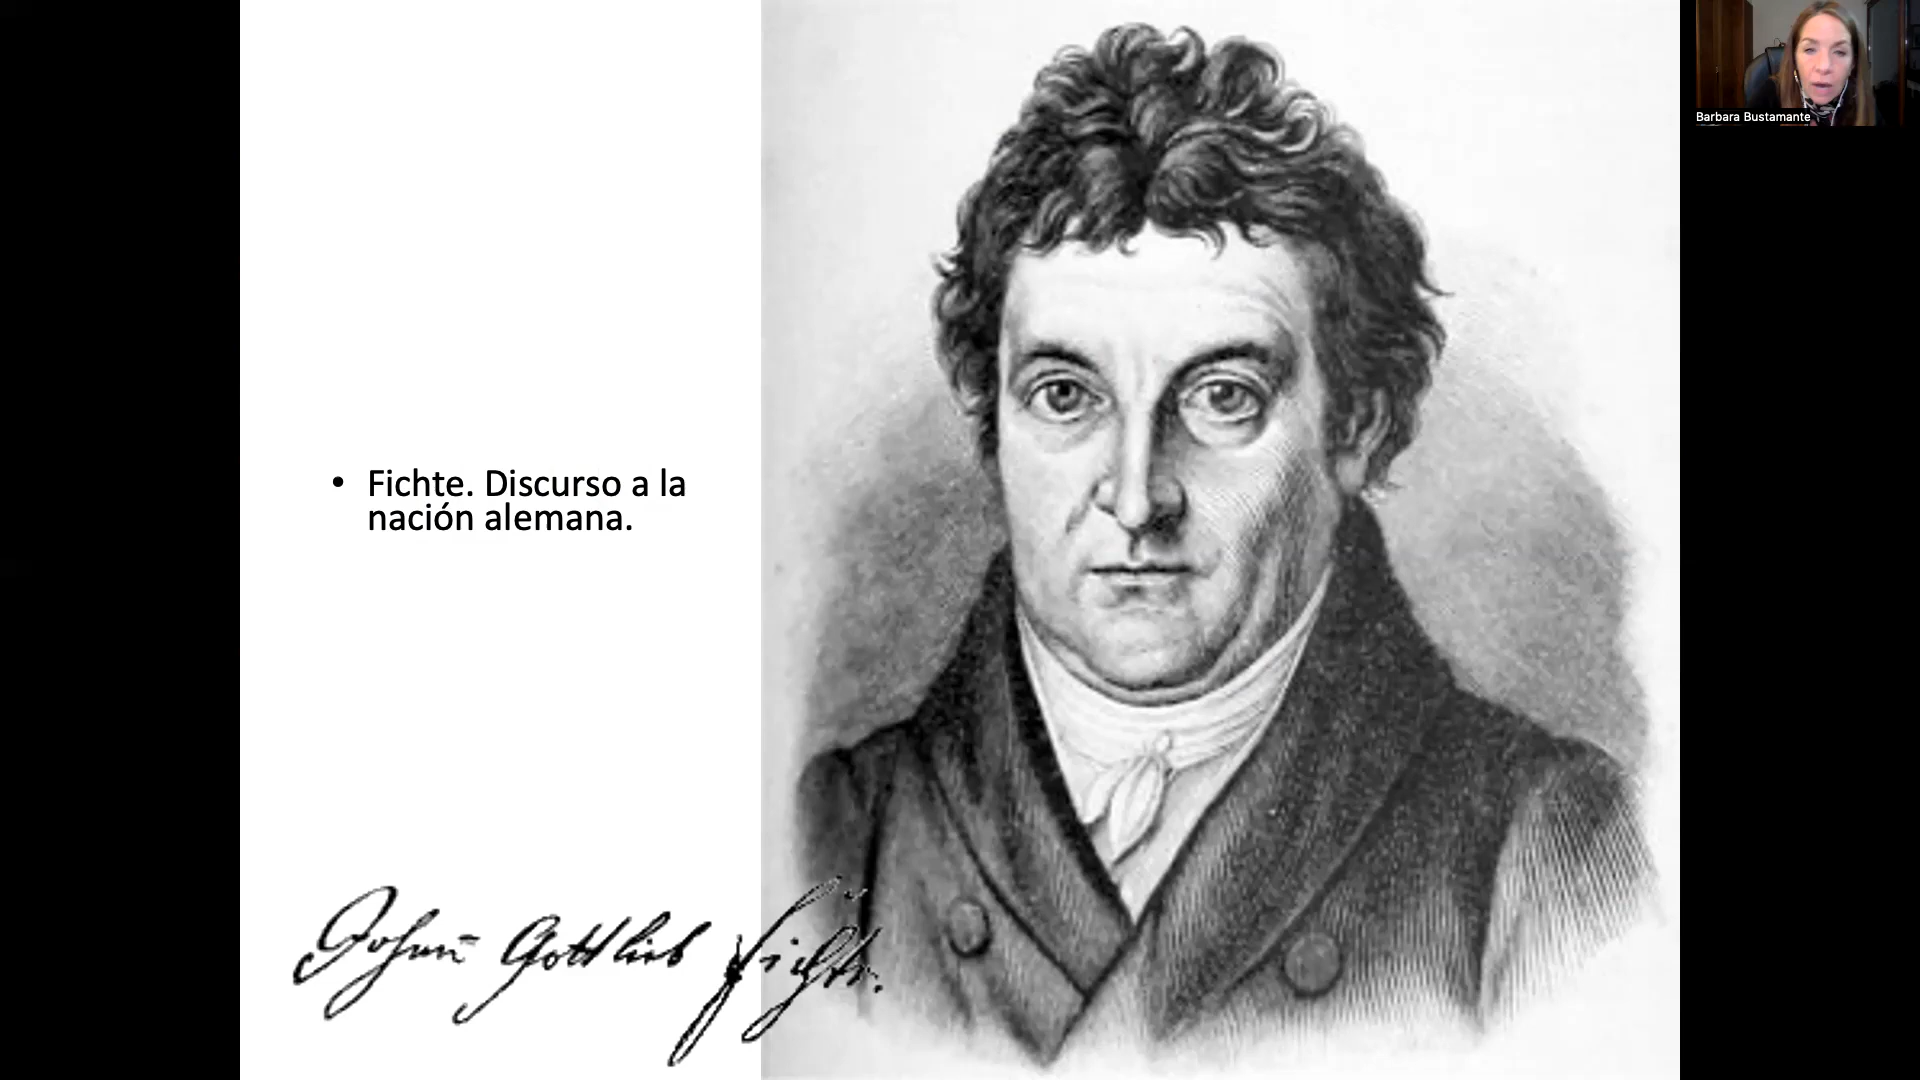 Barbara Bustamante
• Fichte. Discurso a la
nación alemana.
Johann Gottlieb Fichte.